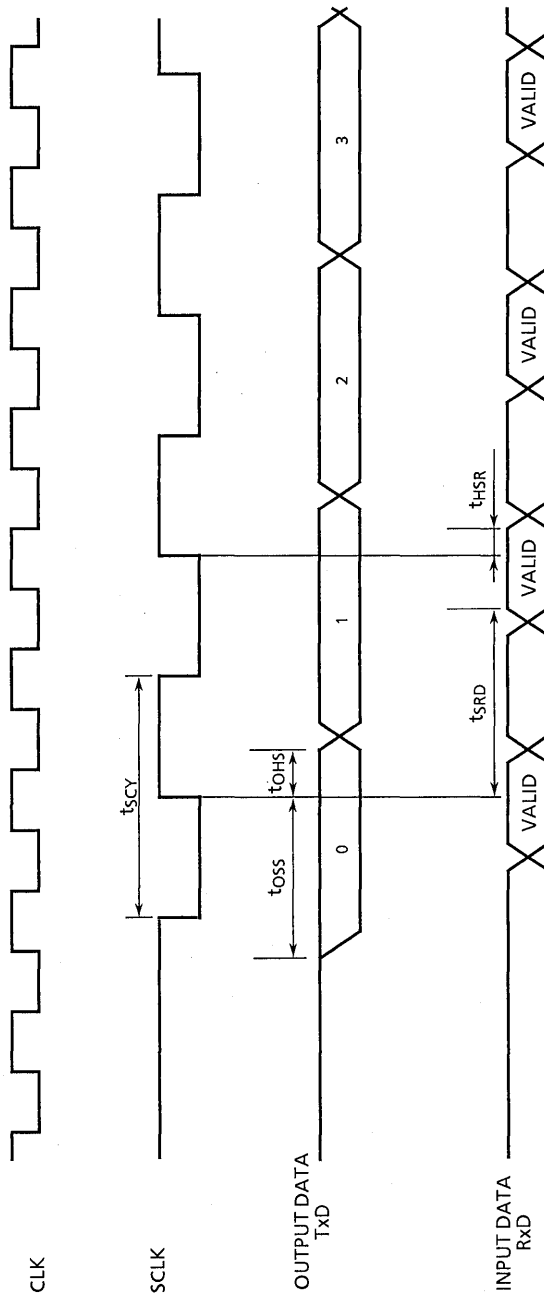 CLK
SCLK
tSCY
OUTPUT DATA
TxD
tOSS
tOHS
0
1
2
3
INPUT DATA
RxD
tSRD
tHSR
VALID
VALID
VALID
VALID